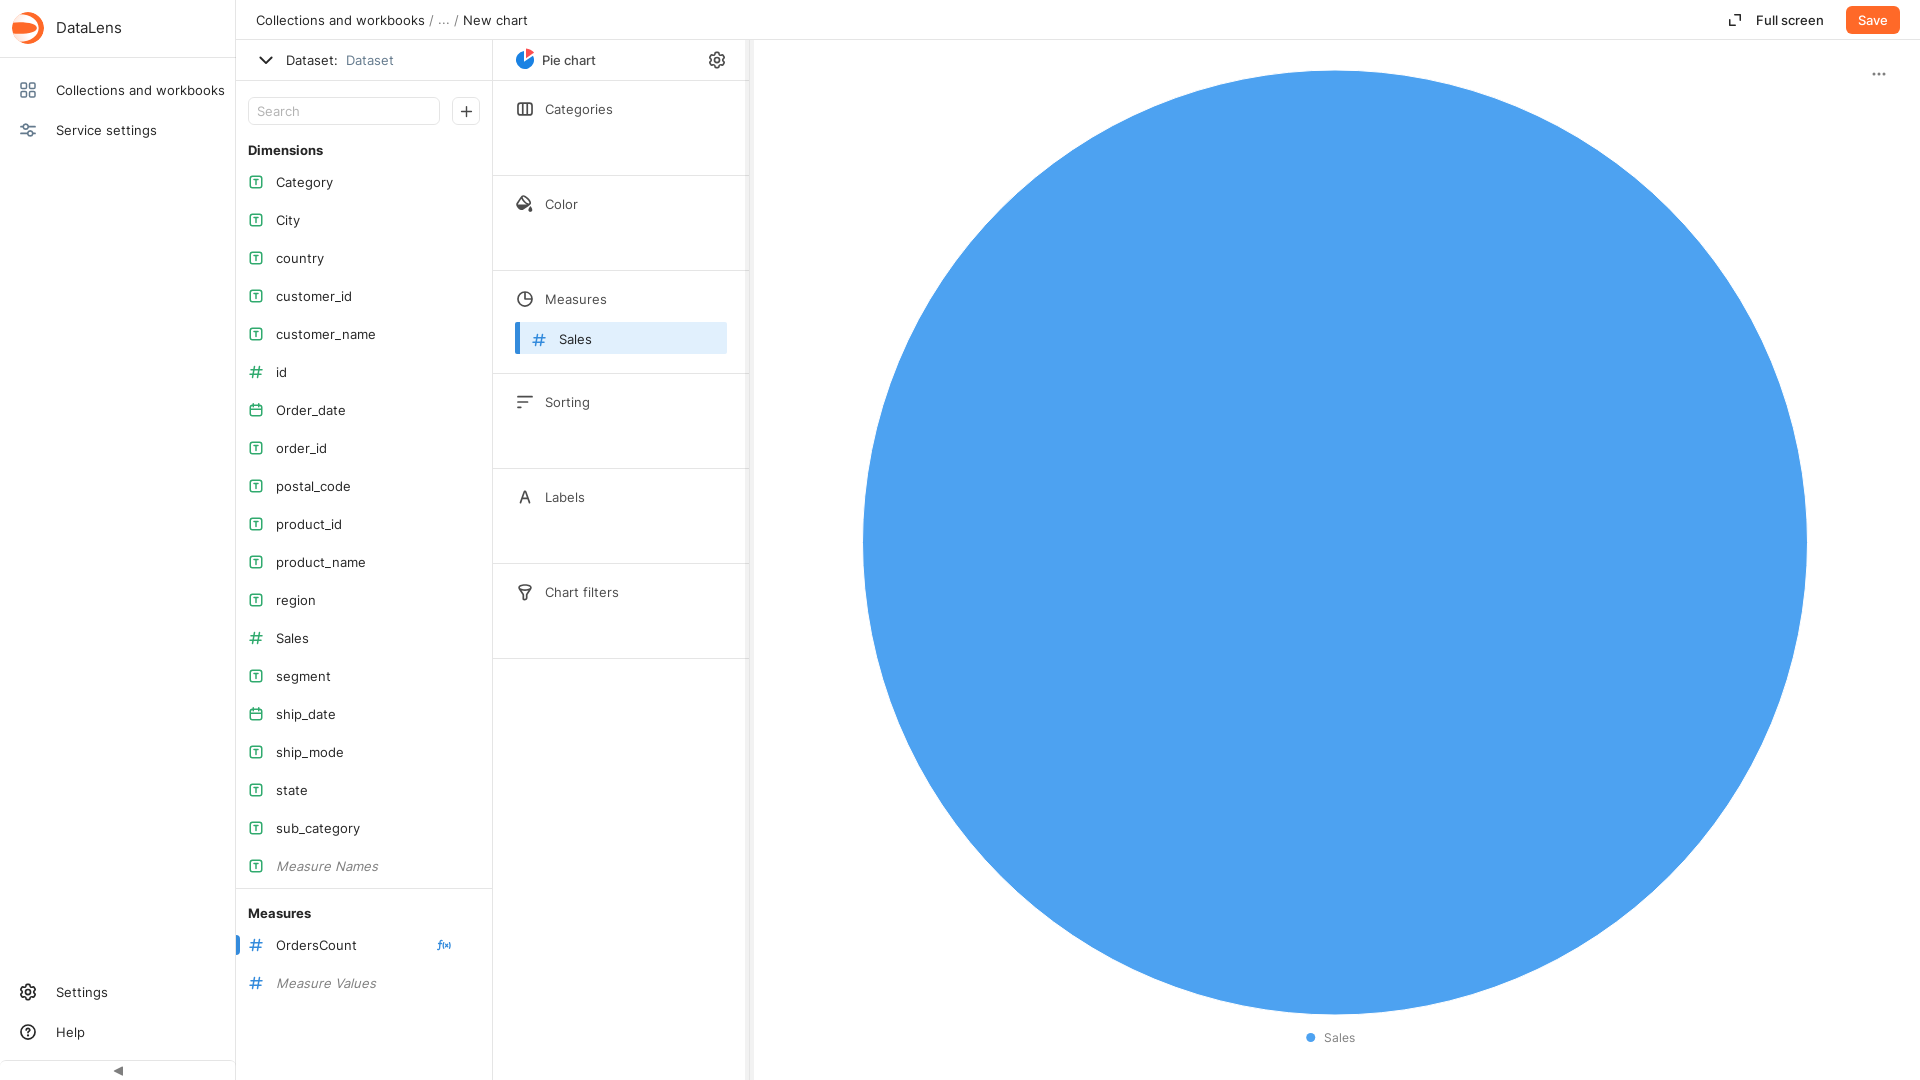 DataLens
Collections and workbooks
Service settings
Settings
Help
Collections and workbooks / ... / New chart
Full screen
Save
Dataset: Dataset
Search
Dimensions
Category
City
country
customer_id
customer_name
id
Order_date
order_id
postal_code
product_id
product_name
region
Sales
segment
ship_date
ship_mode
state
sub_category
Measure Names
Measures
OrdersCount
f(x)
Measure Values
Pie chart
Categories
Color
Measures
Sales
Sorting
Labels
Chart filters
Sales